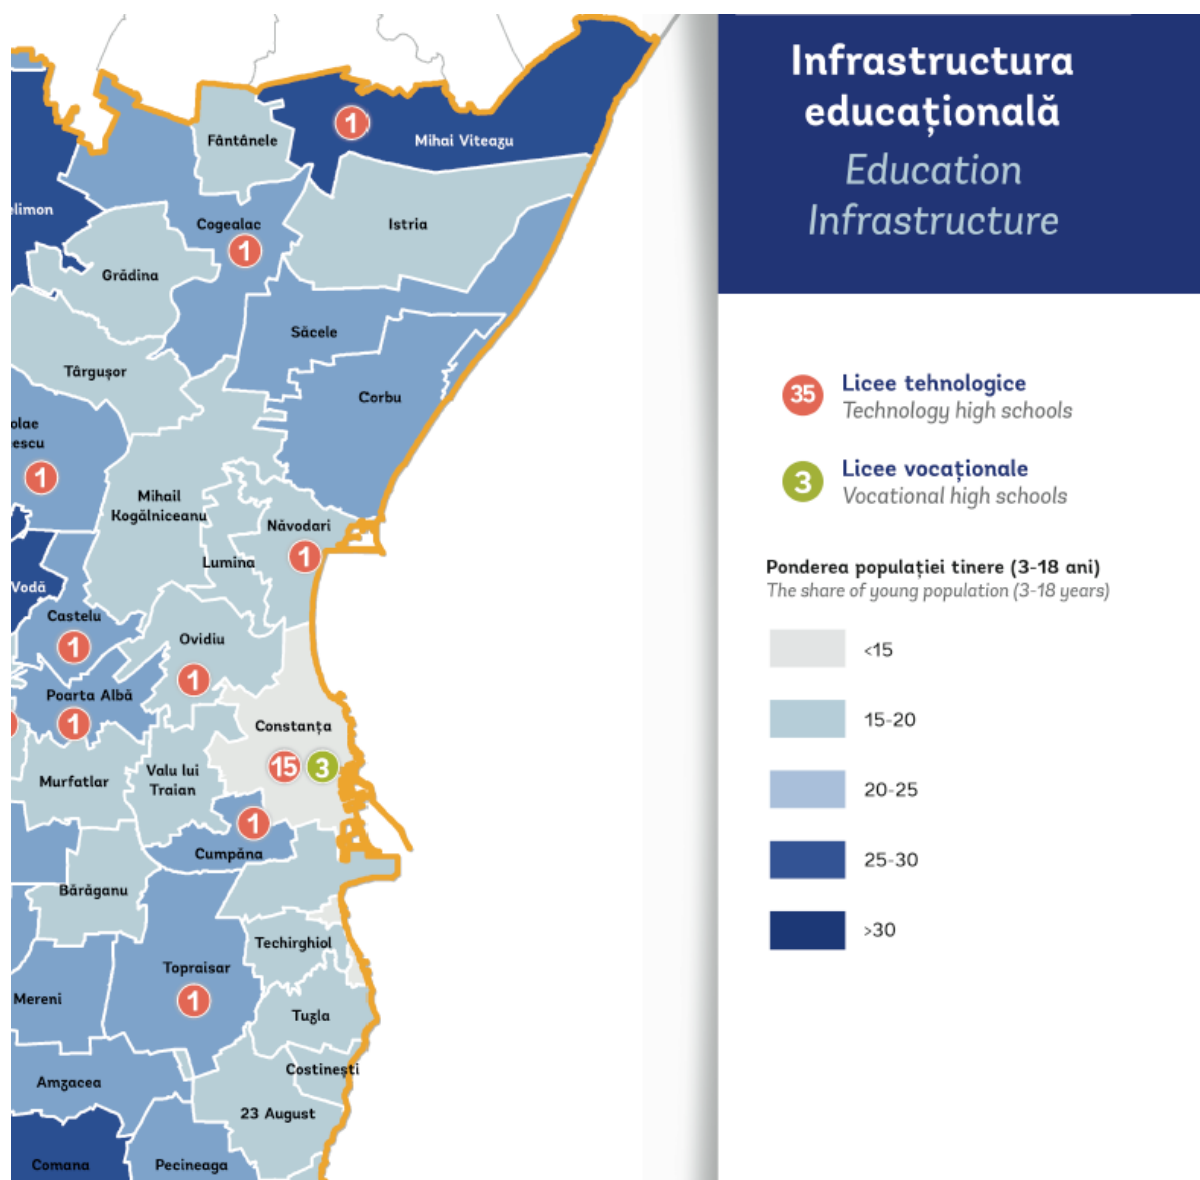 Infrastructura
educațională
Education
Infrastructure
35
Licee tehnologice
Technology high schools
3
Licee vocaționale
Vocational high schools
Ponderea populației tinere (3-18 ani)
The share of young population (3-18 years)
<15
15-20
20-25
25-30
>30
1
Mihai Viteazu
Fântânele
elimon
Cogealac
1
Istria
Grădina
Săcele
Târgușor
Corbu
olae
escu
1
Mihail
Kogălniceanu
Năvodari
1
Lumina
Vodă
Castelu
1
Ovidiu
1
Poarta Albă
1
Constanța
15
3
Murfatlar
Valu lui
Traian
1
Cumpăna
Bărăganu
Techirghiol
Topraisar
1
Mereni
Tuzla
Costinești
Amzacea
23 August
Comana
Pecineaga